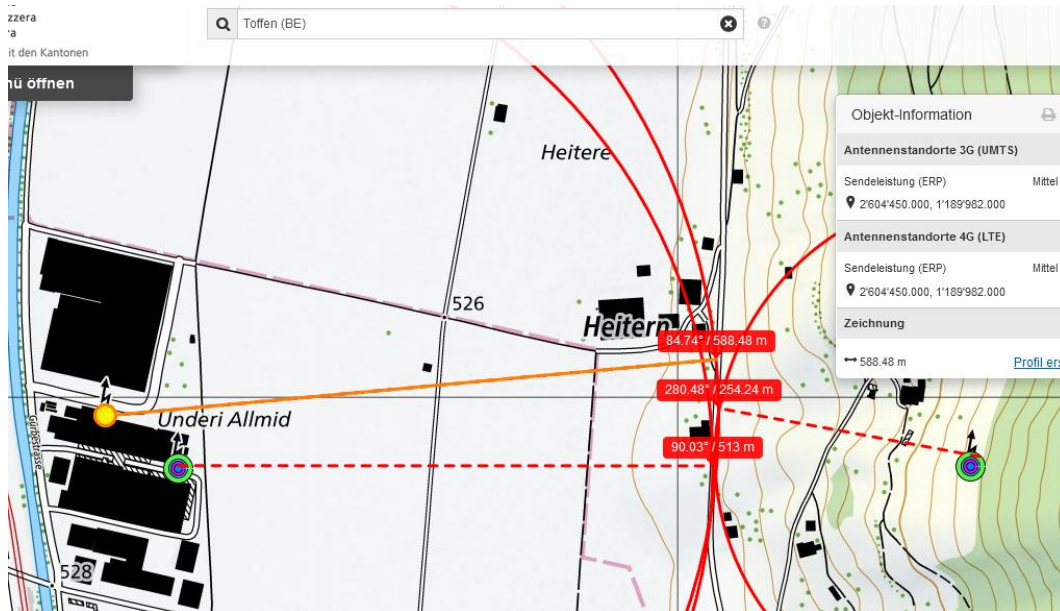 zzera
ra
it den Kantonen
Toffen (BE)
nü öffnen
Heitere
526
Heitern
84.74° / 588.48 m
280.48° / 254.24 m
90.03° / 513 m
Underi Allmid
Gürbestrasse
528
Objekt-Information
Antennenstandorte 3G (UMTS)
Sendeleistung (ERP) Mittel
2'604'450.000, 1'189'982.000
Antennenstandorte 4G (LTE)
Sendeleistung (ERP) Mittel
2'604'450.000, 1'189'982.000
Zeichnung
588.48 m Profil ers